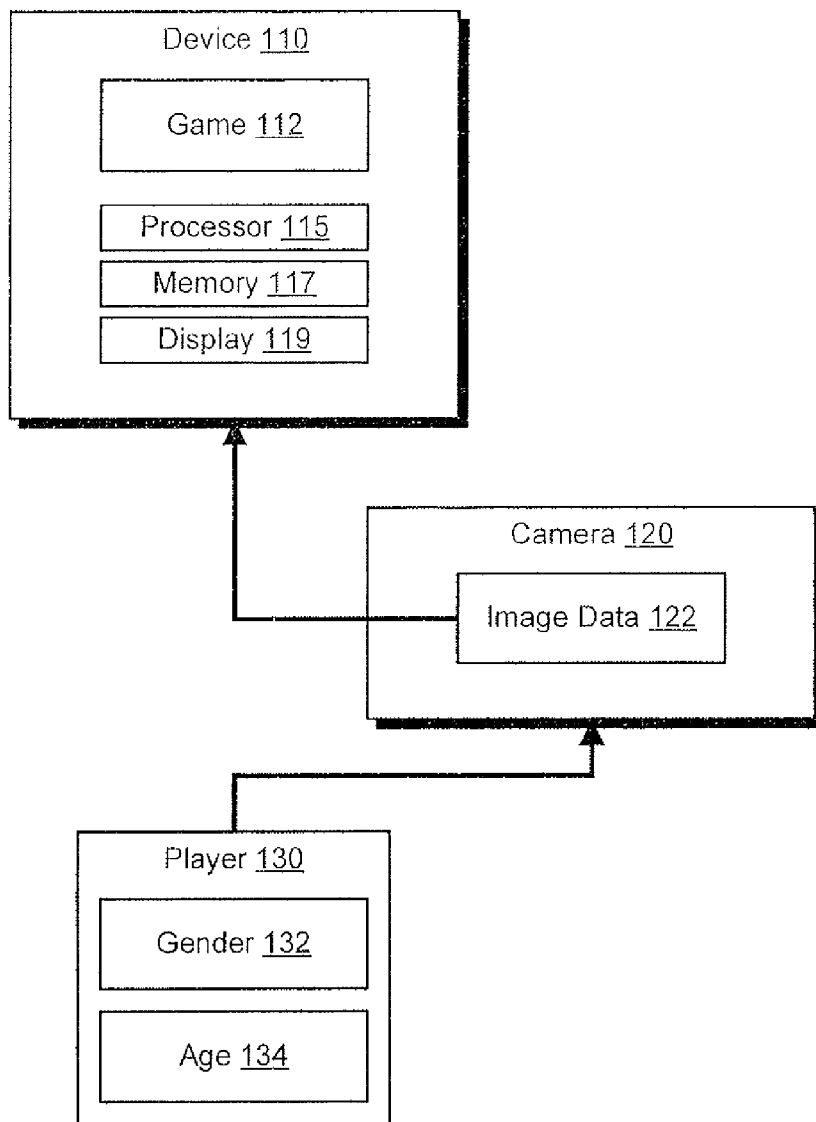 Device 110
Game 112
Processor 115
Memory 117
Display 119
Camera 120
Image Data 122
Player 130
Gender 132
Age 134